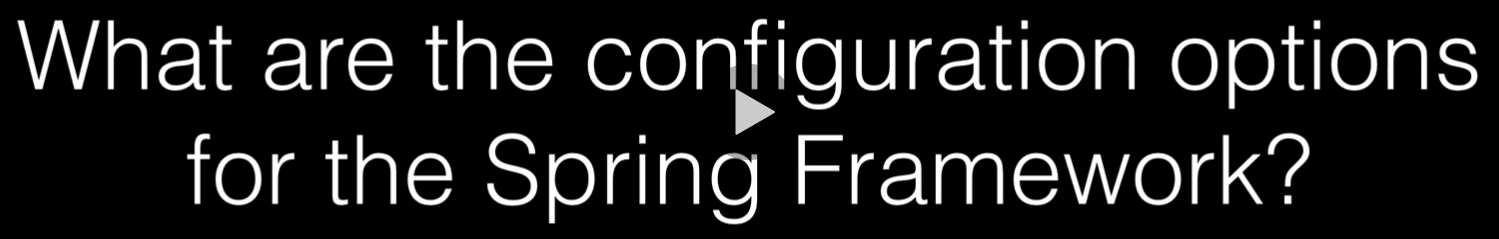 What are the configuration options
for the Spring Framework?